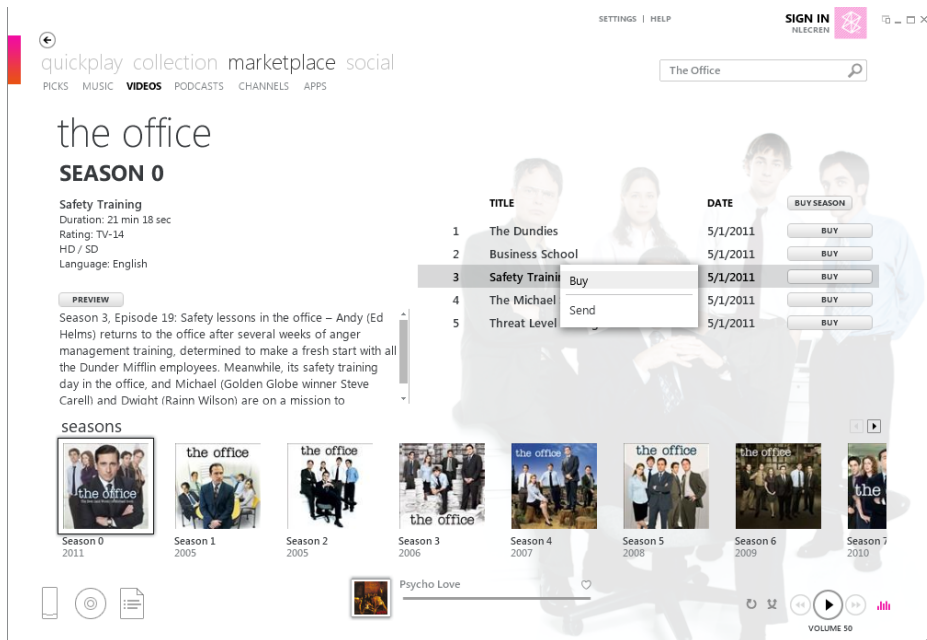 SETTINGS | HELP
SIGN IN
NLECREN
quickplay collection marketplace social
The Office
PICKS MUSIC VIDEOS PODCASTS CHANNELS APPS
the office
SEASON 0
Safety Training
Duration: 21 min 18 sec
Rating: TV-14
HD / SD
Language: English
PREVIEW
Season 3, Episode 19: Safety lessons in the office – Andy (Ed
Helms) returns to the office after several weeks of anger
management training, determined to make a fresh start with all
the Dunder Mifflin employees. Meanwhile, its safety training
day in the office, and Michael (Golden Globe winner Steve
Carell) and Dwight (Rainn Wilson) are on a mission to
TITLE DATE BUY SEASON
1 The Dundies 5/1/2011 BUY
2 Business School 5/1/2011 BUY
3 Safety Trainin 5/1/2011 BUY
4 The Michael 5/1/2011 BUY
5 Threat Level 5/1/2011 BUY
Buy
Send
seasons
the office
the office
the office
the office
the office
the office
the office
the
Season 0
2011
Season 1
2005
Season 2
2005
Season 3
2006
Season 4
2007
Season 5
2008
Season 6
2009
Season 7
2010
Psycho Love
VOLUME 50